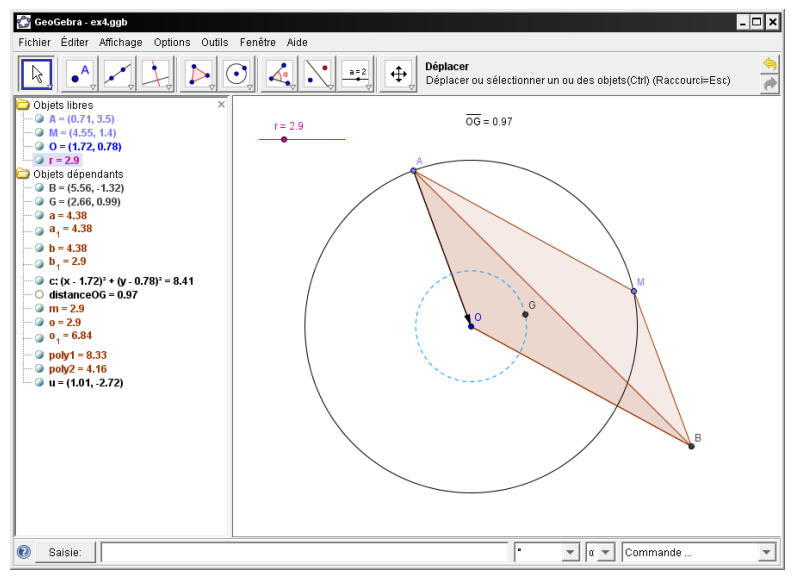 GeoGebra - ex4.ggb
Fichier Éditer Affichage Options Outils Fenêtre Aide
A
α
a=2
Déplacer
Déplacer ou sélectionner un ou des objets(Ctrl) (Raccourci=Esc)
Objets libres
A = (0.71, 3.5)
M = (4.55, 1.4)
O = (1.72, 0.78)
r = 2.9
Objets dépendants
B = (5.56, -1.32)
G = (2.66, 0.99)
a = 4.38
a₁ = 4.38
b = 4.38
b₁ = 2.9
c: (x - 1.72)² + (y - 0.78)² = 8.41
distanceOG = 0.97
m = 2.9
o = 2.9
o₁ = 6.84
poly1 = 8.33
poly2 = 4.16
u = (1.01, -2.72)
r = 2.9
O͞G͞ = 0.97
A
M
G
O
B
Saisie:
°
α
Commande ...